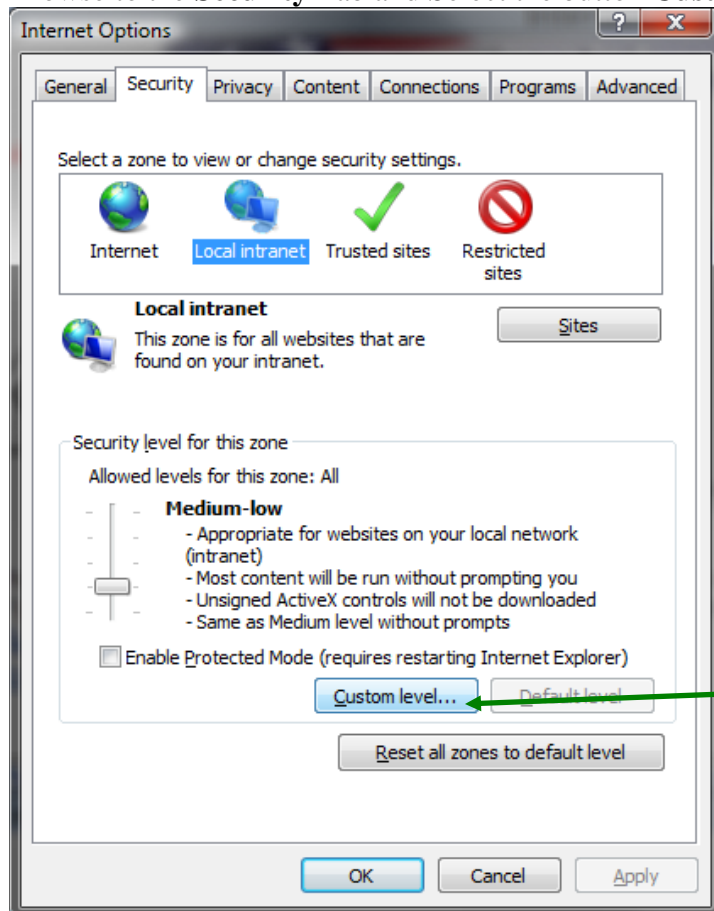 Internet Options
General Security Privacy Content Connections Programs Advanced
Select a zone to view or change security settings.
Internet Local intranet Trusted sites Restricted sites
Local intranet
Sites
This zone is for all websites that are
found on your intranet.
Security level for this zone
Allowed levels for this zone: All
Medium-low
- Appropriate for websites on your local network
(intranet)
- Most content will be run without prompting you
- Unsigned ActiveX controls will not be downloaded
- Same as Medium level without prompts
Enable Protected Mode (requires restarting Internet Explorer)
Custom level... Default level
Reset all zones to default level
OK Cancel Apply